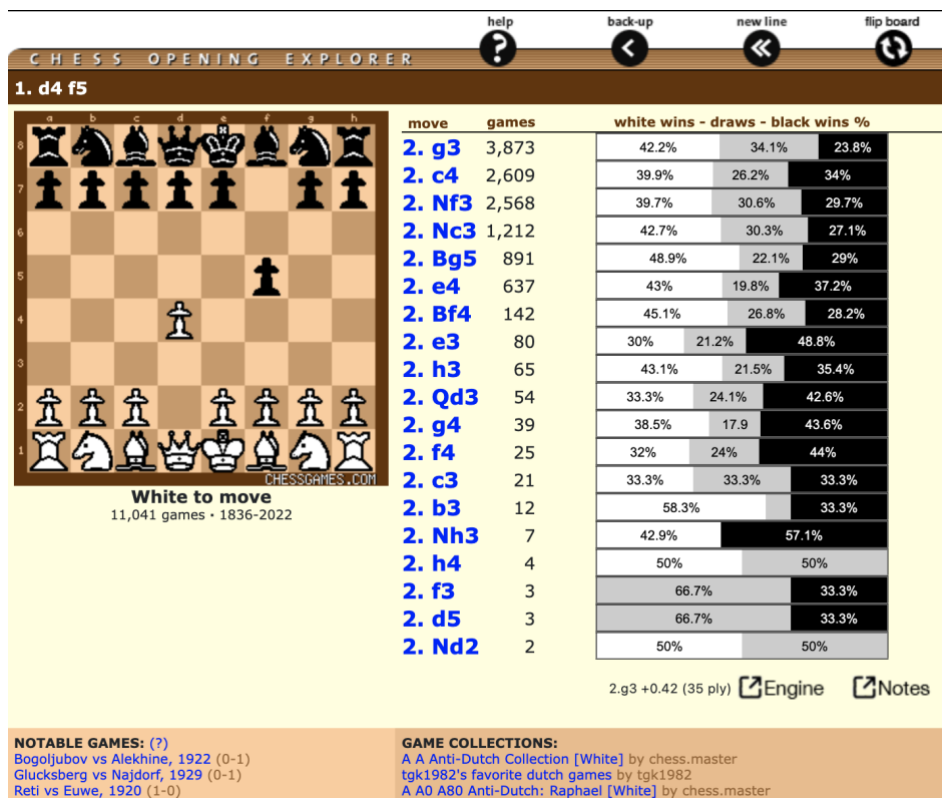 help back-up new line flip board
CHESS OPENING EXPLORER
1. d4 f5
a b c d e f g h
8
7
6
5
4
3
2
1
CHESSGAMES.COM
White to move
11,041 games • 1836-2022
move games white wins - draws - black wins %
2. g3 3,873 42.2% 34.1% 23.8%
2. c4 2,609 39.9% 26.2% 34%
2. Nf3 2,568 39.7% 30.6% 29.7%
2. Nc3 1,212 42.7% 30.3% 27.1%
2. Bg5 891 48.9% 22.1% 29%
2. e4 637 43% 19.8% 37.2%
2. Bf4 142 45.1% 26.8% 28.2%
2. e3 80 30% 21.2% 48.8%
2. h3 65 43.1% 21.5% 35.4%
2. Qd3 54 33.3% 24.1% 42.6%
2. g4 39 38.5% 17.9 43.6%
2. f4 25 32% 24% 44%
2. c3 21 33.3% 33.3% 33.3%
2. b3 12 58.3% 33.3%
2. Nh3 7 42.9% 57.1%
2. h4 4 50% 50%
2. f3 3 66.7% 33.3%
2. d5 3 66.7% 33.3%
2. Nd2 2 50% 50%
2.g3 +0.42 (35 ply) Engine Notes
NOTABLE GAMES: (?)
Bogoljubov vs Alekhine, 1922 (0-1)
Glucksberg vs Najdorf, 1929 (0-1)
Reti vs Euwe, 1920 (1-0)
GAME COLLECTIONS:
A A Anti-Dutch Collection [White] by chess.master
tgk1982's favorite dutch games by tgk1982
A A0 A80 Anti-Dutch: Raphael [White] by chess.master